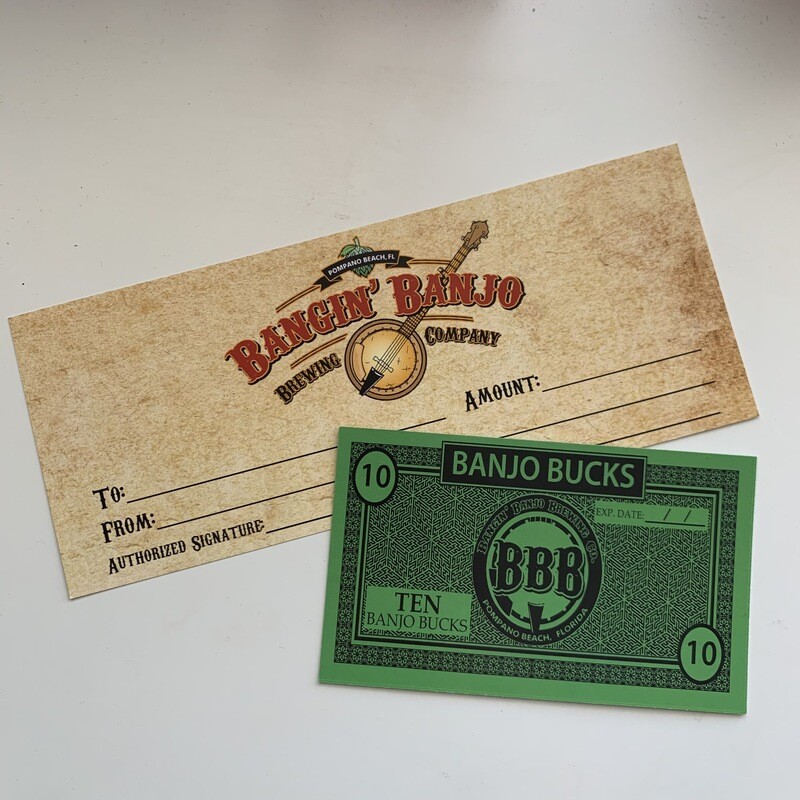 POMPANO BEACH, FL
BANGIN' BANJO
BREWING COMPANY
AMOUNT:
TO:
FROM:
AUTHORIZED SIGNATURE:
BANJO BUCKS
10
EXP. DATE: / /
BANGIN' BANJO BREWING CO.
BBB
POMPANO BEACH, FLORIDA
TEN
BANJO BUCKS
10